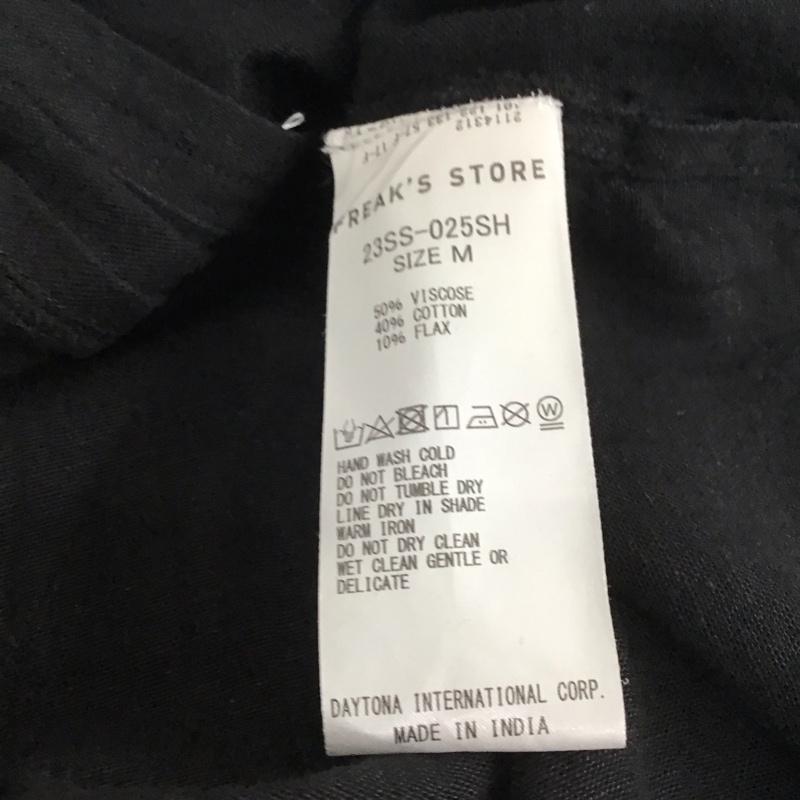 FREAK'S STORE
23SS-025SH
SIZE M
50% VISCOSE
40% COTTON
10% FLAX
W
HAND WASH COLD
DO NOT BLEACH
DO NOT TUMBLE DRY
LINE DRY IN SHADE
WARM IRON
DO NOT DRY CLEAN
WET CLEAN GENTLE OR
DELICATE
DAYTONA INTERNATIONAL CORP.
MADE IN INDIA